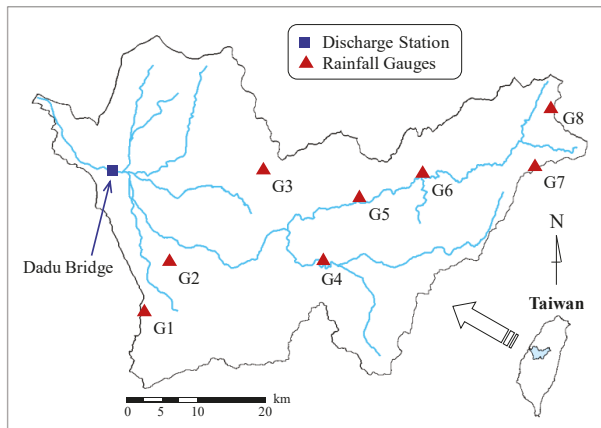 Discharge Station
Rainfall Gauges
G8
G3
G7
G6
G5
N
G2
G4
Dadu Bridge
Taiwan
G1
km
0 5 10 20